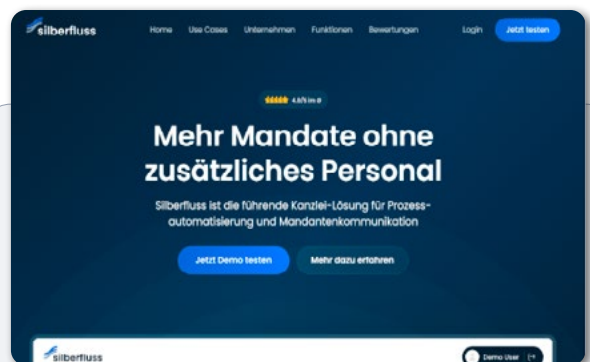 silberfluss
Home Use Cases Unternehmen Funktionen Bewertungen Login Jetzt testen
Mehr Mandate ohne
zusätzliches Personal
Silberfluss ist die führende Kanzlei-Lösung für Prozess-
automatisierung und Mandantenkommunikation
Jetzt Demo testen Mehr dazu erfahren
silberfluss Demo User